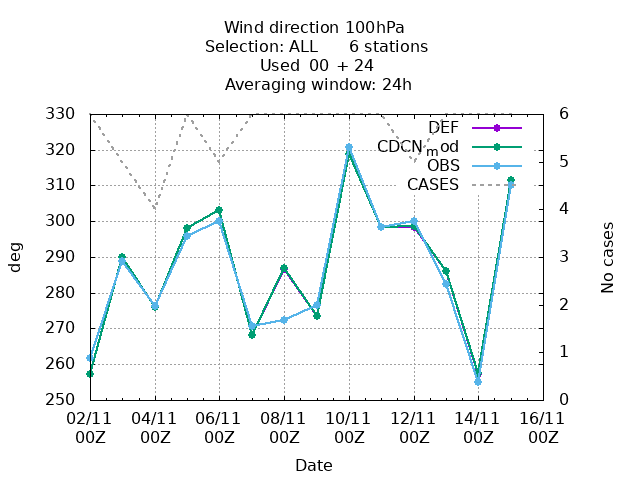 Wind direction 100hPa
Selection: ALL 6 stations
Used 00 + 24
Averaging window: 24h
330 6
DEF
320 CDCN_mod 5
OBS
310 CASES
300 4
290 3
280 2
270
260 1
250 0
deg
No cases
02/11 04/11 06/11 08/11 10/11 12/11 14/11 16/11
00Z 00Z 00Z 00Z 00Z 00Z 00Z 00Z
Date